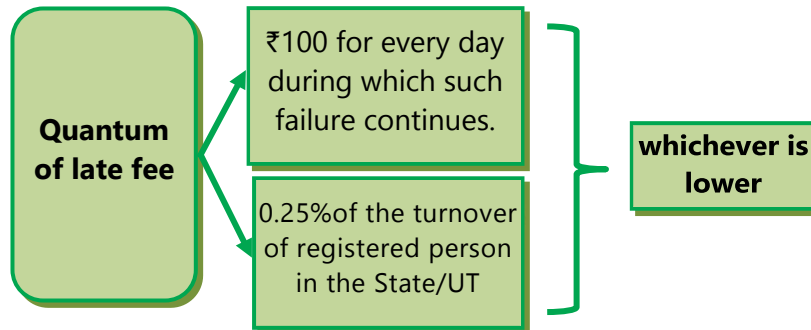 Quantum
of late fee
₹100 for every day
during which such
failure continues.
0.25%of the turnover
of registered person
in the State/UT
whichever is
lower